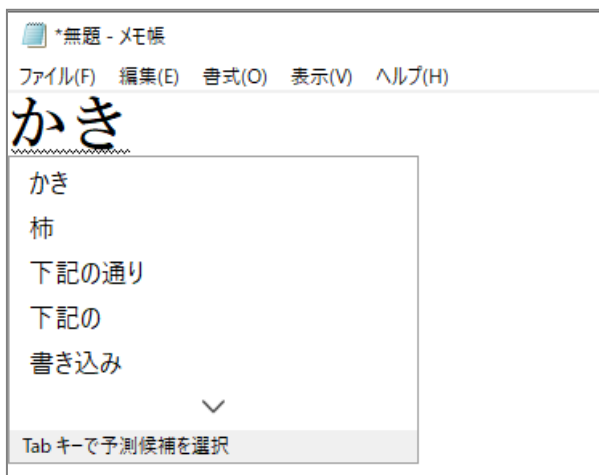 *無題 - メモ帳
ファイル(F) 編集(E) 書式(O) 表示(V) ヘルプ(H)
かき
かき
柿
下記の通り
下記の
書き込み
Tab キーで予測候補を選択